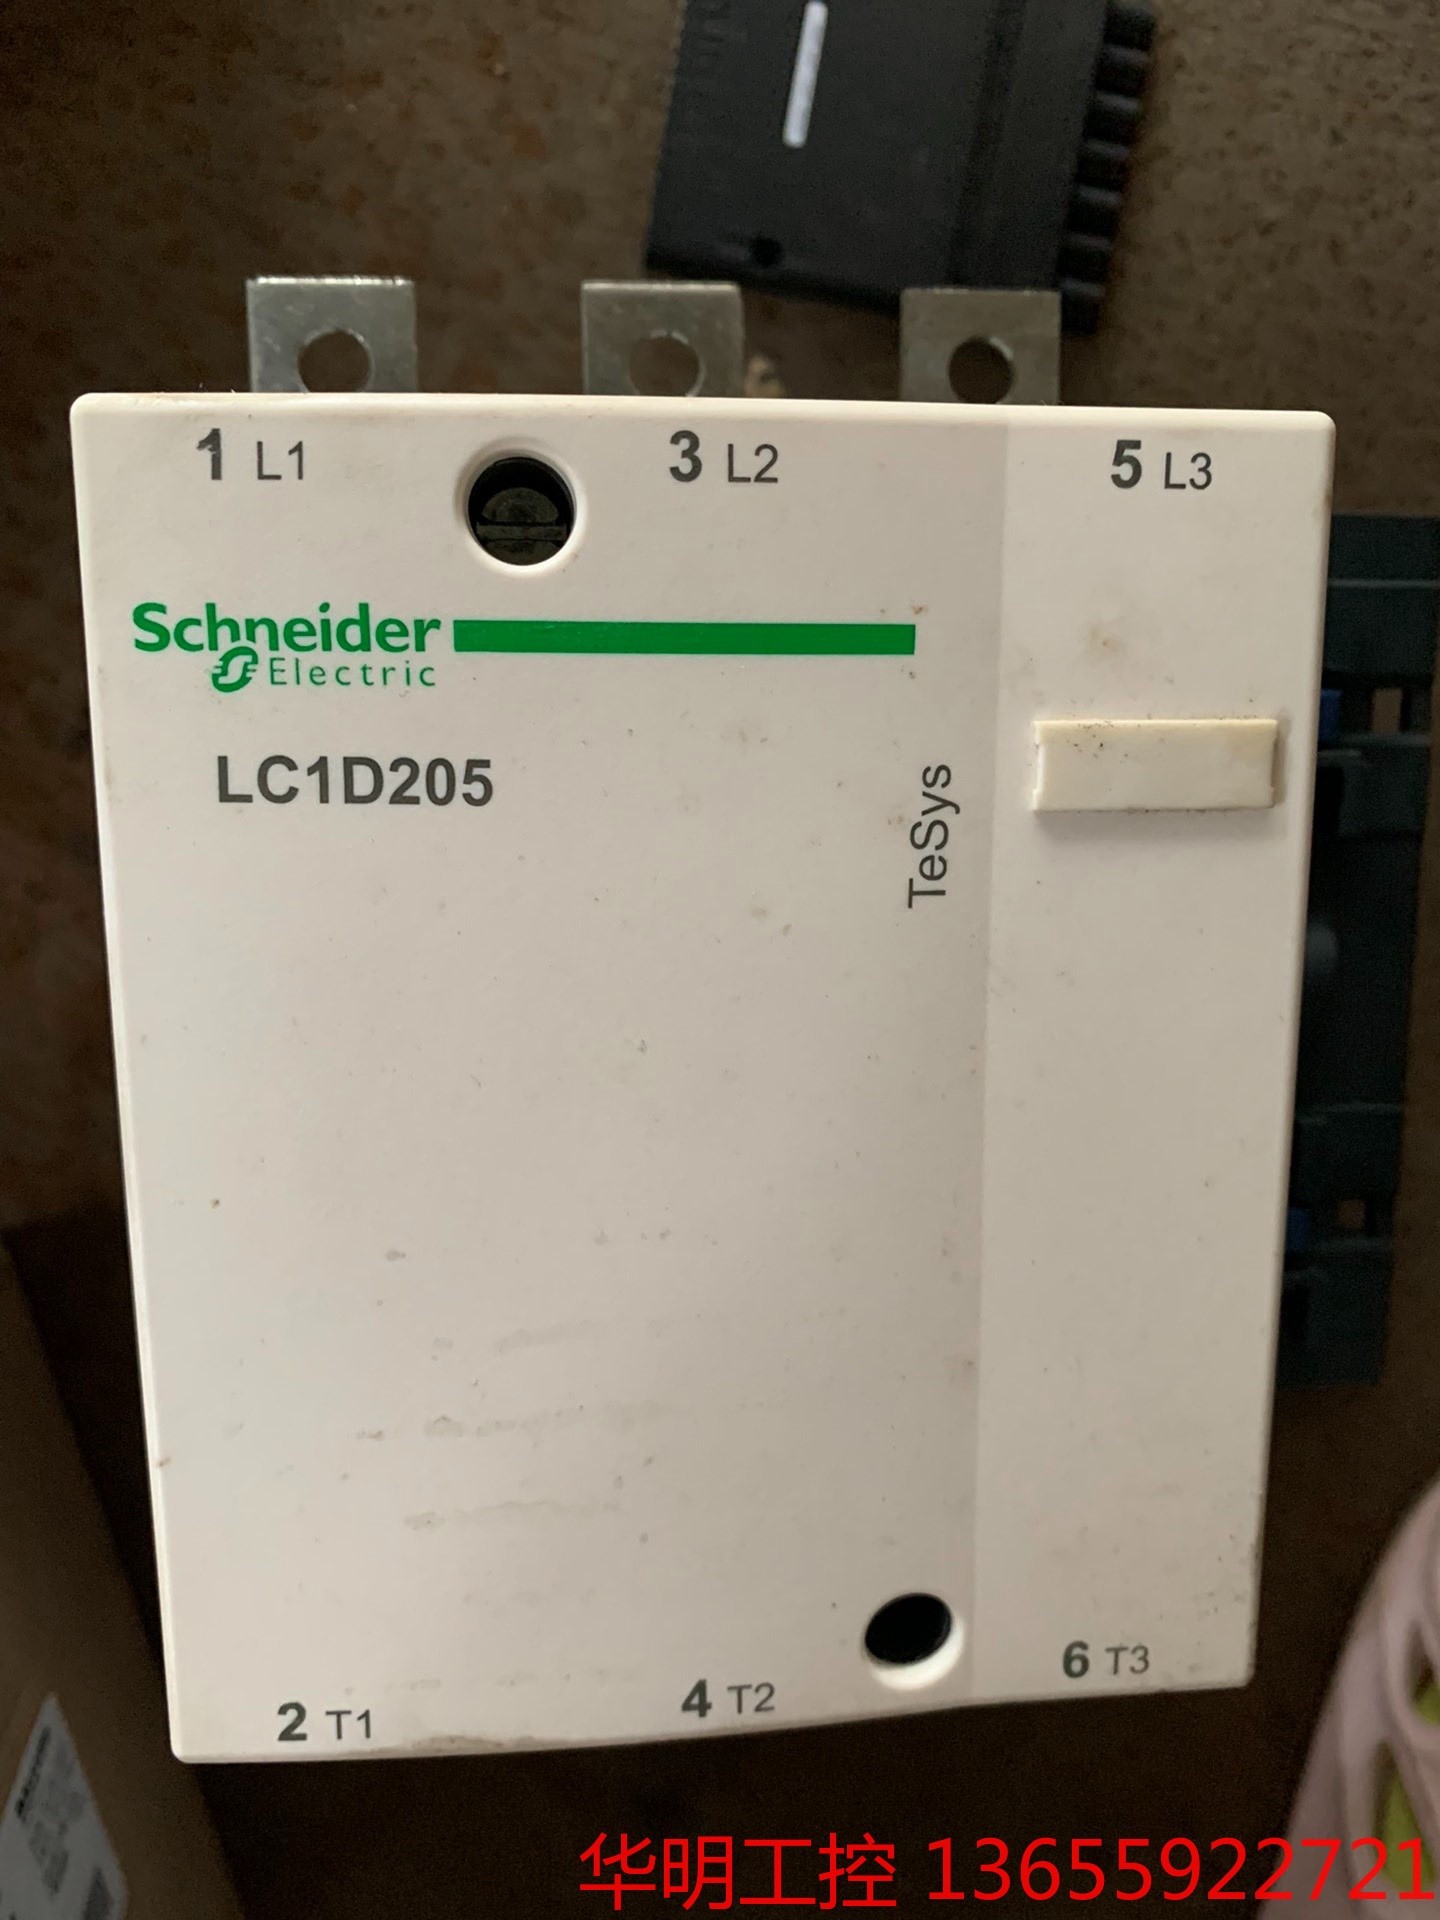 1 L1 3 L2 5 L3
Schneider
Electric
LC1D205
TeSys
2 T1 4 T2 6 T3
华明工控 13655922721